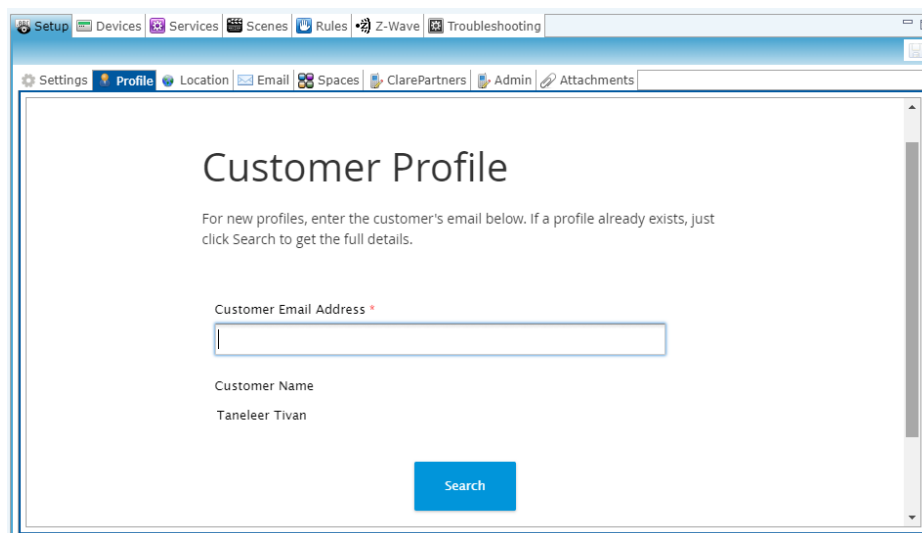 Setup Devices Services Scenes Rules Z-Wave Troubleshooting
Settings Profile Location Email Spaces ClarePartners Admin Attachments
Customer Profile
For new profiles, enter the customer's email below. If a profile already exists, just
click Search to get the full details.
Customer Email Address *
Customer Name
Taneleer Tivan
Search